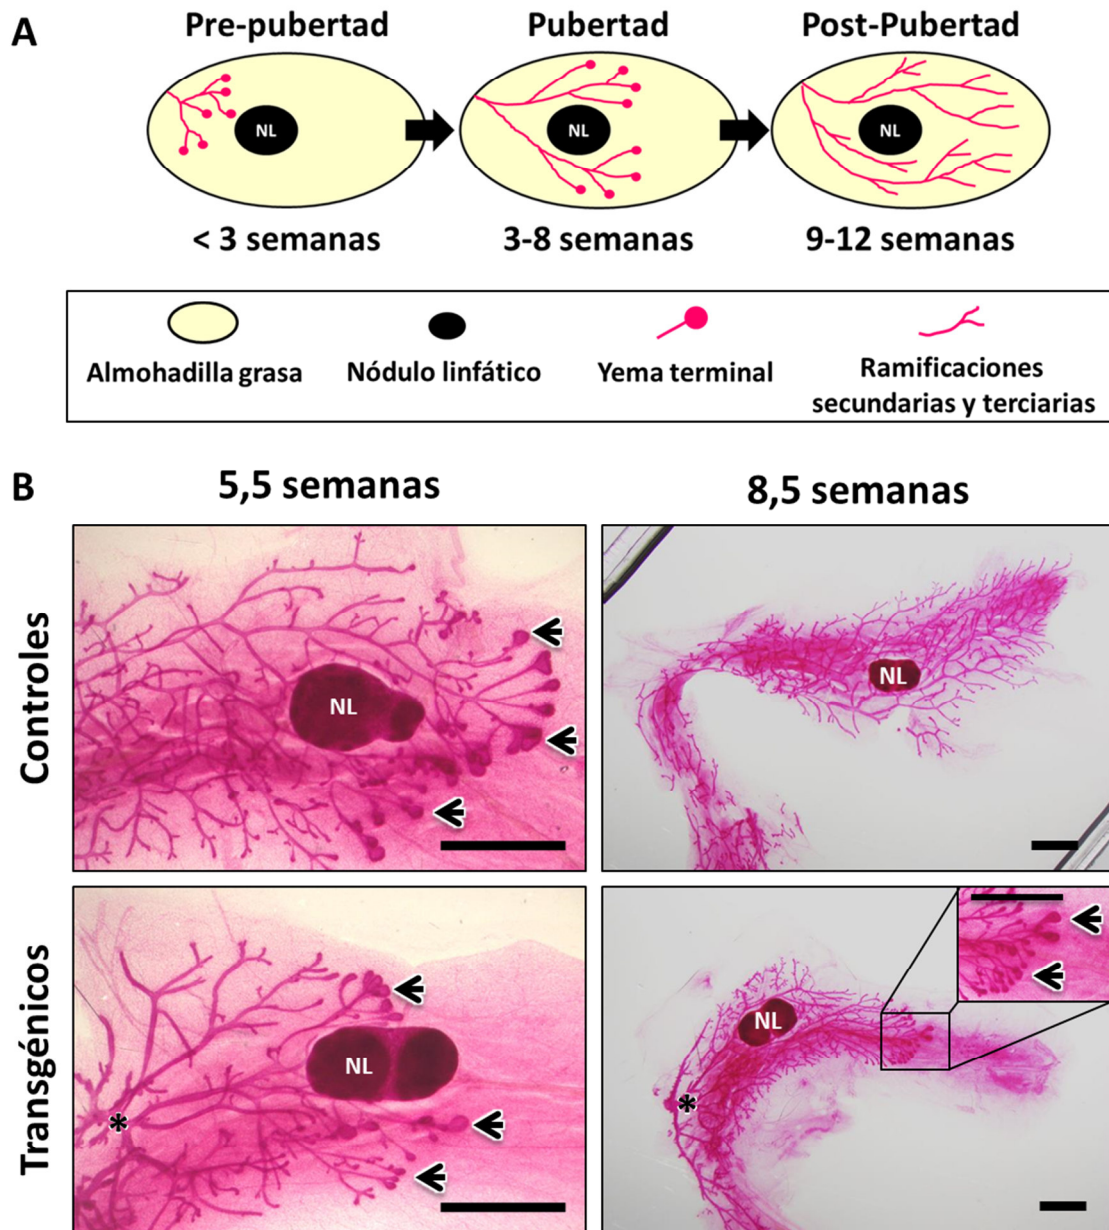 A
Pre-pubertad
Pubertad
Post-Pubertad
NL
NL
NL
< 3 semanas
3-8 semanas
9-12 semanas
Almohadilla grasa
Nódulo linfático
Yema terminal
Ramificaciones
secundarias y terciarias
B
5,5 semanas
8,5 semanas
Controles
NL
NL
Transgénicos
NL
*
NL
*